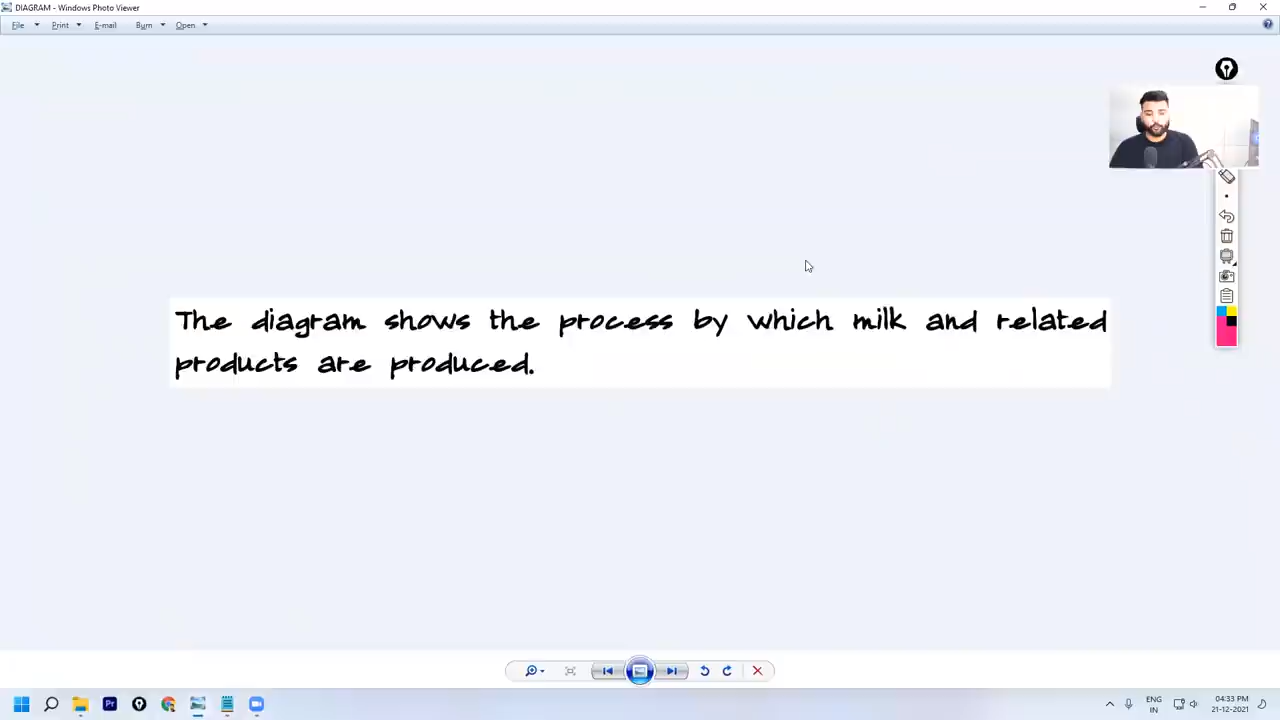 DIAGRAM - Windows Photo Viewer
File Print E-mail Burn Open
The diagram shows the process by which milk and related
products are produced.
Pr
ENG
IN
04:33 PM
21-12-2021